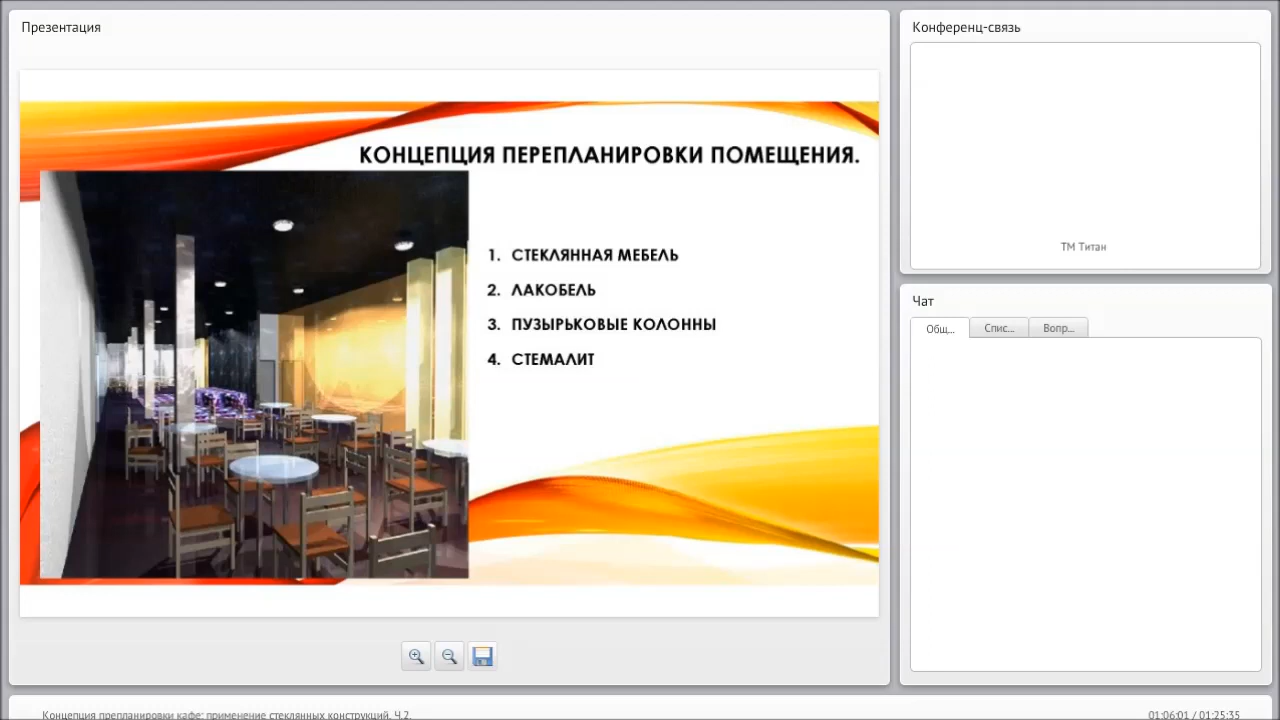 Презентация
КОНЦЕПЦИЯ ПЕРЕПЛАНИРОВКИ ПОМЕЩЕНИЯ.
1. СТЕКЛЯННАЯ МЕБЕЛЬ
2. ЛАКОБЕЛЬ
3. ПУЗЫРЬКОВЫЕ КОЛОННЫ
4. СТЕМАЛИТ
Конференц-связь
ТМ Титан
Чат
Общ... Спис... Вопр...
Концепция препланировки кафе: применение стеклянных конструкций. Ч.2.
01:06:01 / 01:25:35